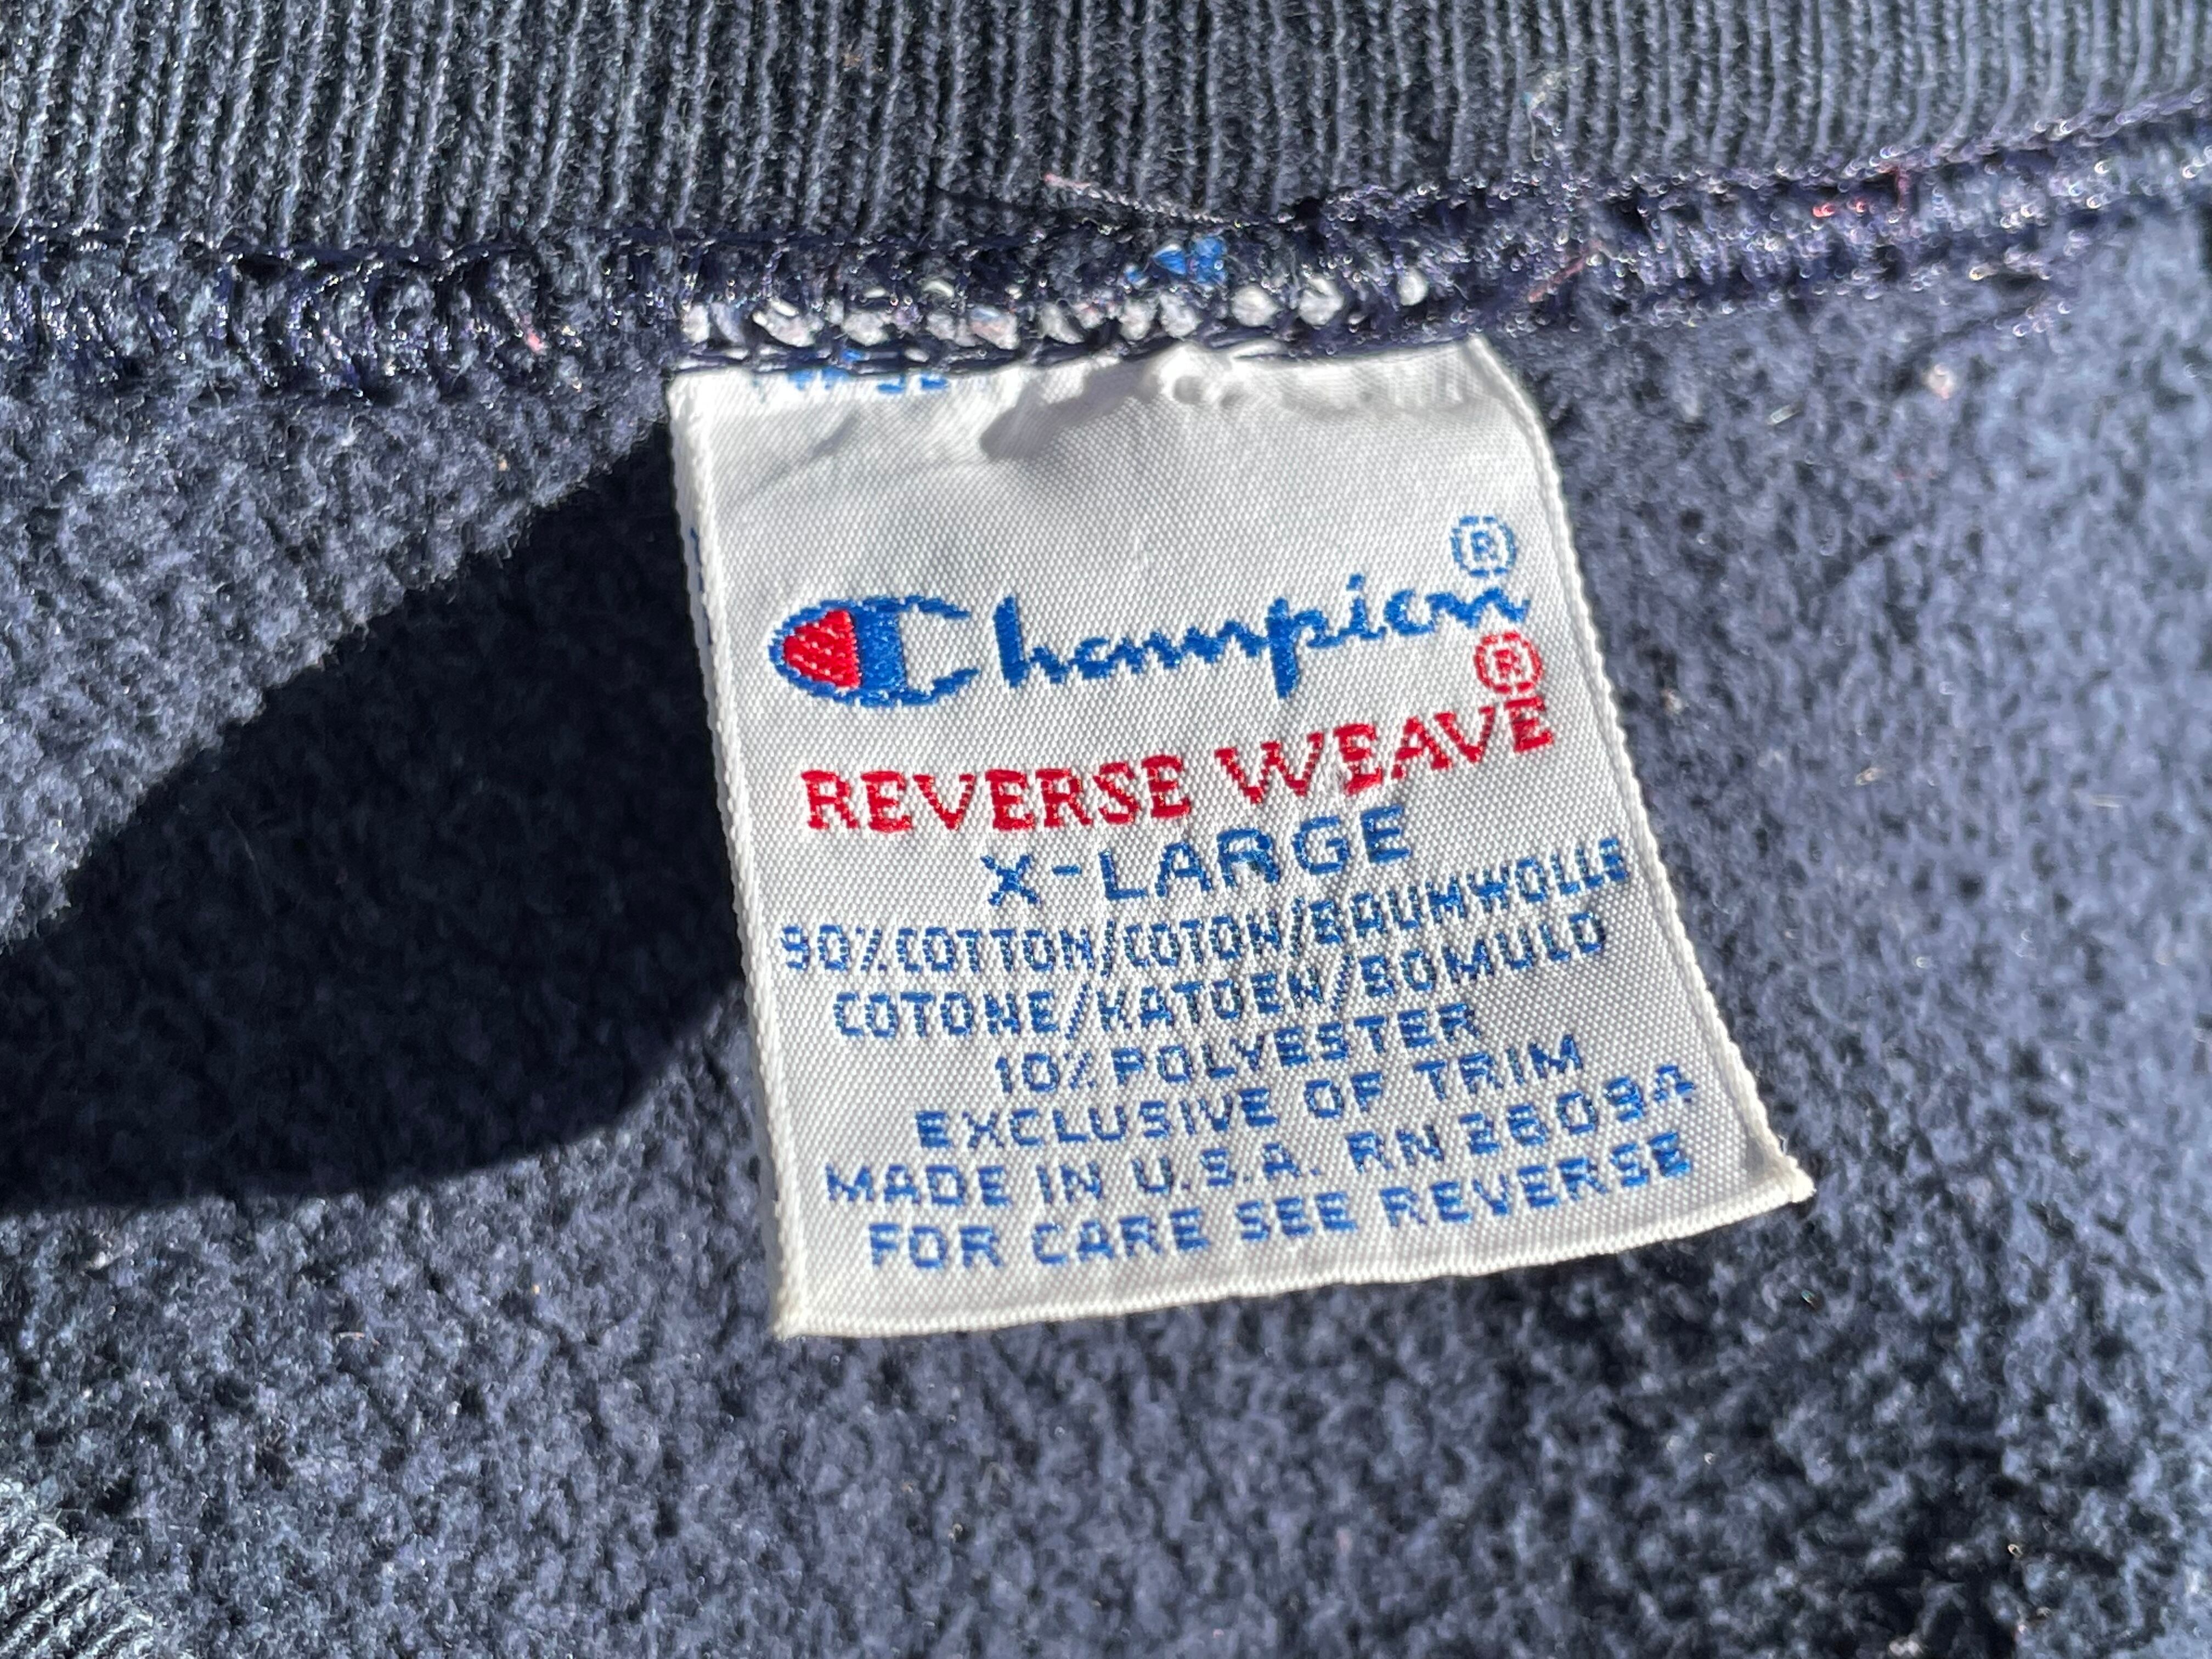 Champion®
REVERSE WEAVE®
X-LARGE
90% COTTON/COTON/BAUMWOLLE
COTONE/KATOEN/BOMULD
10% POLYESTER
EXCLUSIVE OF TRIM
MADE IN U.S.A. RN 26094
FOR CARE SEE REVERSE